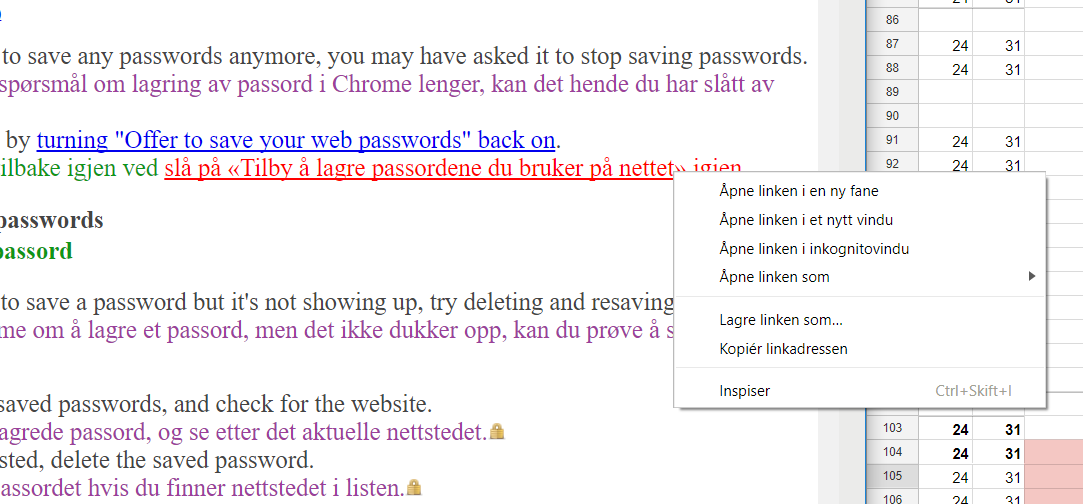 to save any passwords anymore, you may have asked it to stop saving passwords.
spørsmål om lagring av passord i Chrome lenger, kan det hende du har slått av
by turning "Offer to save your web passwords" back on.
ilbake igjen ved slå på «Tilby å lagre passordene du bruker på nettet» igjen
passwords
passord
to save a password but it's not showing up, try deleting and resaving
me om å lagre et passord, men det ikke dukker opp, kan du prøve å s
saved passwords, and check for the website.
agrede passord, og se etter det aktuelle nettstedet.
sted, delete the saved password.
assordet hvis du finner nettstedet i listen.
Åpne linken i en ny fane
Åpne linken i et nytt vindu
Åpne linken i inkognitovindu
Åpne linken som
Lagre linken som...
Kopiér linkadressen
Inspiser Ctrl+Skift+I
24 31
86
87 24 31
88 24 31
89
90
91 24 31
92 24 31
103 24 31
104 24 31
105 24 31
106 24 31